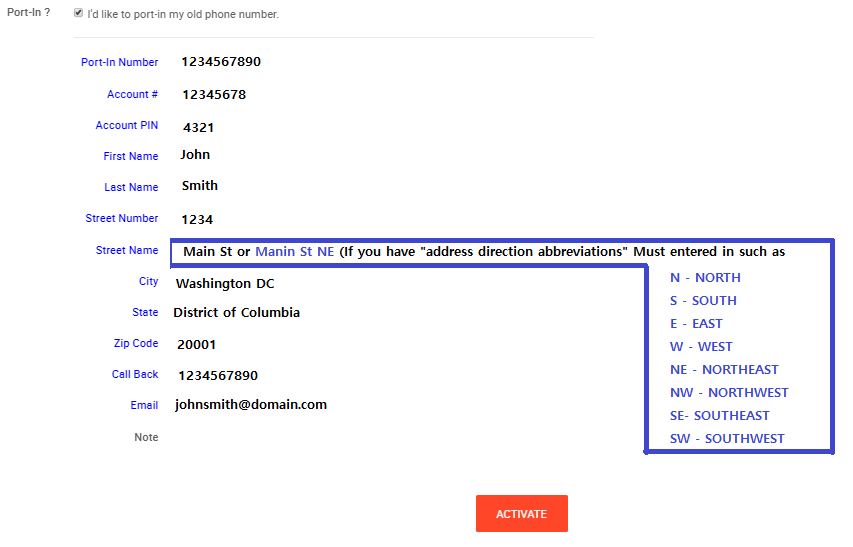 Port-In ? I'd like to port-in my old phone number.
Port-In Number 1234567890
Account # 12345678
Account PIN 4321
First Name John
Last Name Smith
Street Number 1234
Street Name Main St or Manin St NE (If you have "address direction abbreviations" Must entered in such as
N - NORTH
S - SOUTH
E - EAST
W - WEST
NE - NORTHEAST
NW - NORTHWEST
SE- SOUTHEAST
SW - SOUTHWEST
City Washington DC
State District of Columbia
Zip Code 20001
Call Back 1234567890
Email johnsmith@domain.com
Note
ACTIVATE